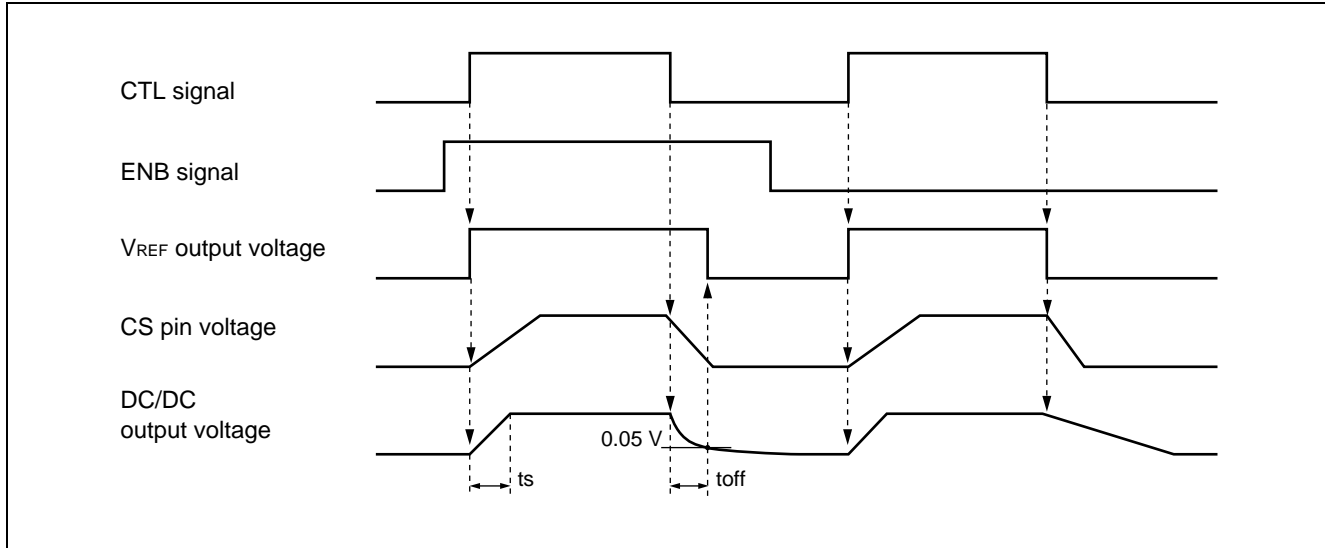 CTL signal
ENB signal
VREF output voltage
CS pin voltage
DC/DC
output voltage
0.05 V
ts
toff